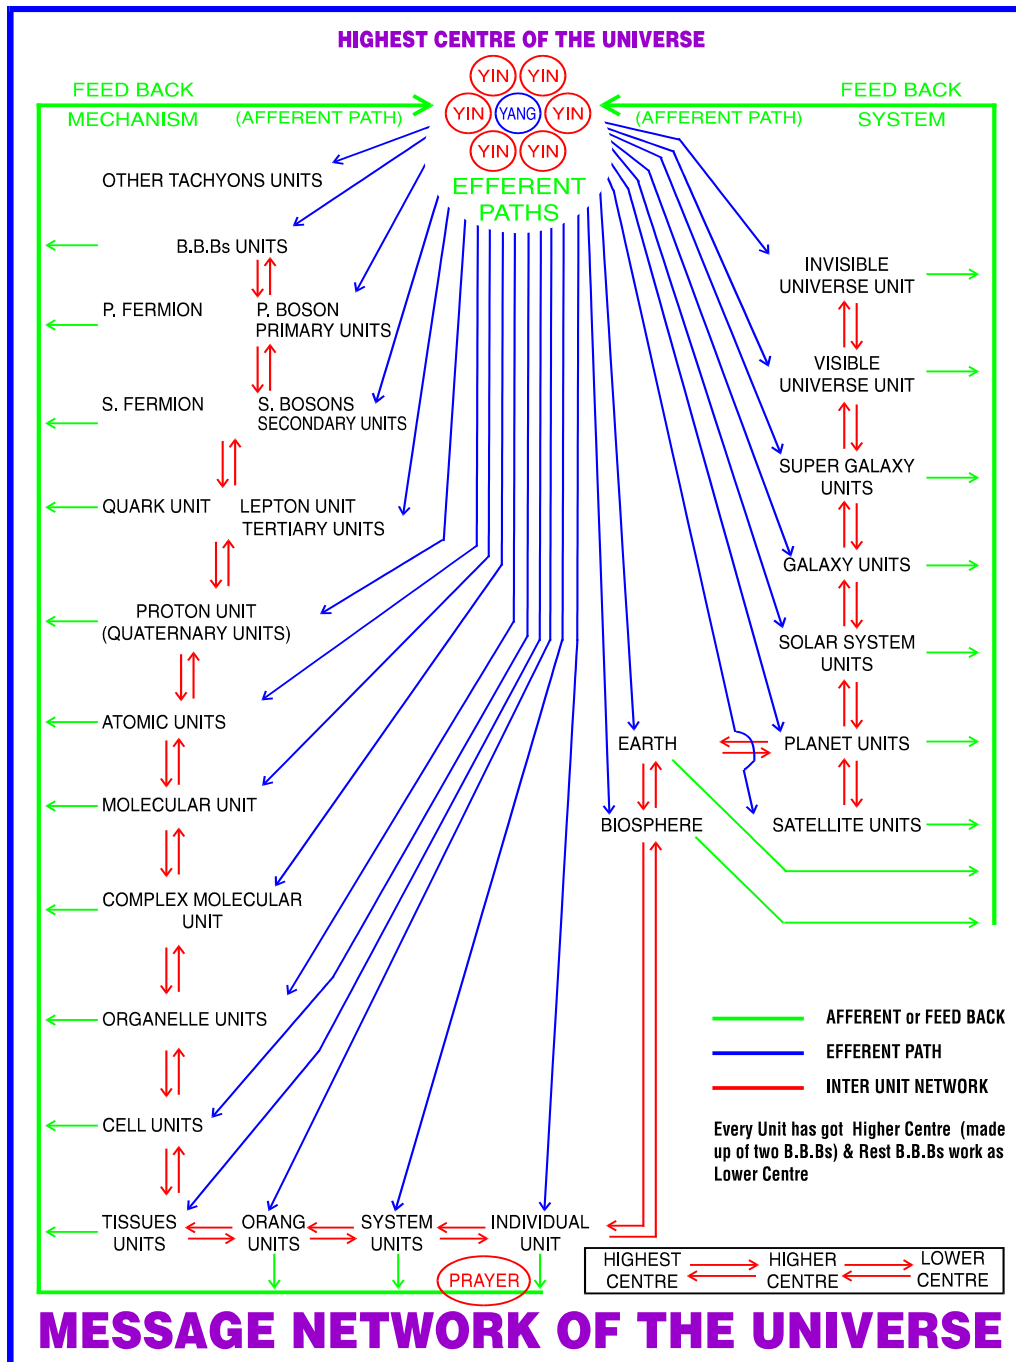 HIGHEST CENTRE OF THE UNIVERSE
YIN YIN
YIN YANG YIN
YIN YIN
FEED BACK
MECHANISM (AFFERENT PATH)
FEED BACK
(AFFERENT PATH) SYSTEM
EFFERENT
PATHS
OTHER TACHYONS UNITS
B.B.Bs UNITS
P. FERMION P. BOSON
PRIMARY UNITS
S. FERMION S. BOSONS
SECONDARY UNITS
QUARK UNIT LEPTON UNIT
TERTIARY UNITS
PROTON UNIT
(QUATERNARY UNITS)
ATOMIC UNITS
MOLECULAR UNIT
COMPLEX MOLECULAR
UNIT
ORGANELLE UNITS
CELL UNITS
TISSUES
UNITS
ORANG
UNITS
SYSTEM
UNITS
INDIVIDUAL
UNIT
PRAYER
INVISIBLE
UNIVERSE UNIT
VISIBLE
UNIVERSE UNIT
SUPER GALAXY
UNITS
GALAXY UNITS
SOLAR SYSTEM
UNITS
EARTH
PLANET UNITS
BIOSPHERE
SATELLITE UNITS
AFFERENT or FEED BACK
EFFERENT PATH
INTER UNIT NETWORK
Every Unit has got Higher Centre (made
up of two B.B.Bs) & Rest B.B.Bs work as
Lower Centre
HIGHEST
CENTRE
HIGHER
CENTRE
LOWER
CENTRE
MESSAGE NETWORK OF THE UNIVERSE